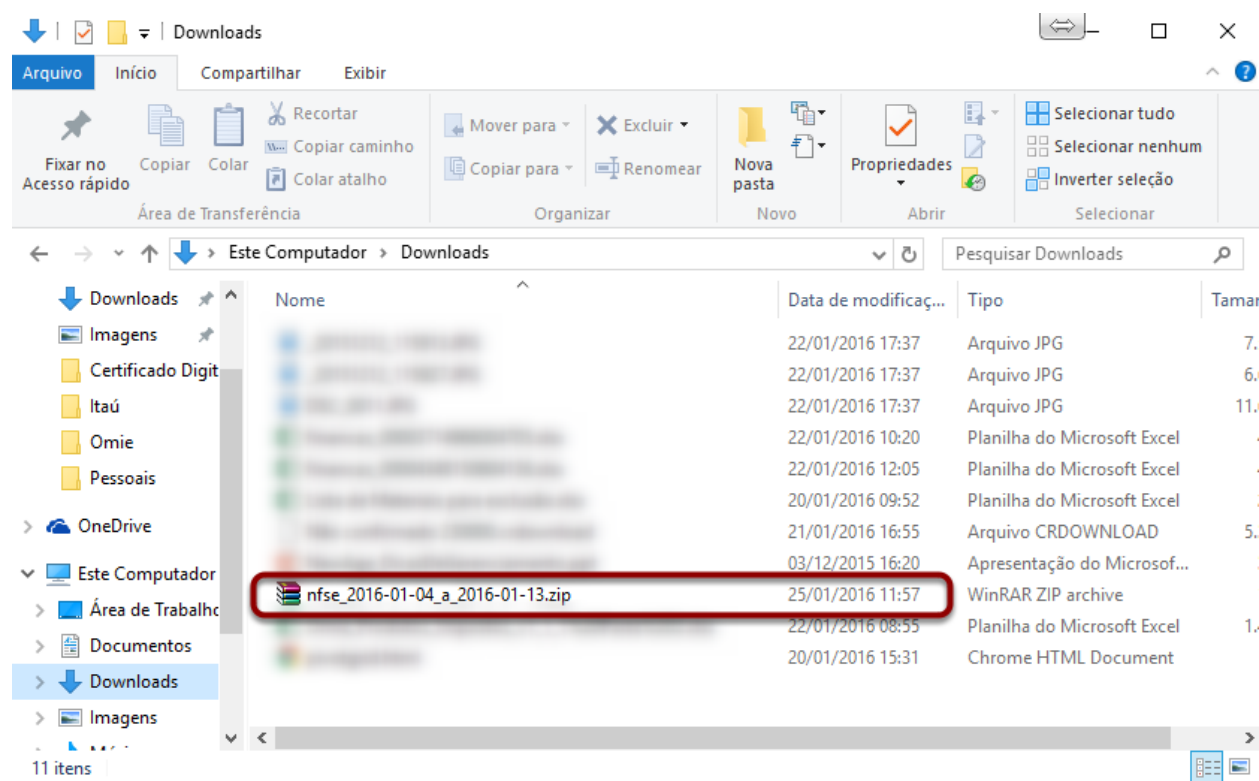 Downloads
Arquivo Início Compartilhar Exibir
Fixar no
Acesso rápido
Copiar
Colar
Recortar
Copiar caminho
Colar atalho
Área de Transferência
Mover para
Copiar para
Excluir
Renomear
Organizar
Nova
pasta
Novo
Propriedades
Abrir
Selecionar tudo
Selecionar nenhum
Inverter seleção
Selecionar
Este Computador > Downloads
Pesquisar Downloads
Downloads
Imagens
Certificado Digit
Itaú
Omie
Pessoais
OneDrive
Este Computador
Área de Trabalho
Documentos
Downloads
Imagens
Nome Data de modificaç... Tipo Tamar
22/01/2016 17:37 Arquivo JPG 7.
22/01/2016 17:37 Arquivo JPG 6.
22/01/2016 17:37 Arquivo JPG 11.
22/01/2016 10:20 Planilha do Microsoft Excel
22/01/2016 12:05 Planilha do Microsoft Excel
20/01/2016 09:52 Planilha do Microsoft Excel
21/01/2016 16:55 Arquivo CRDOWNLOAD 5.
03/12/2015 16:20 Apresentação do Microsof...
nfse_2016-01-04_a_2016-01-13.zip 25/01/2016 11:57 WinRAR ZIP archive
22/01/2016 08:55 Planilha do Microsoft Excel 1.
20/01/2016 15:31 Chrome HTML Document
11 itens